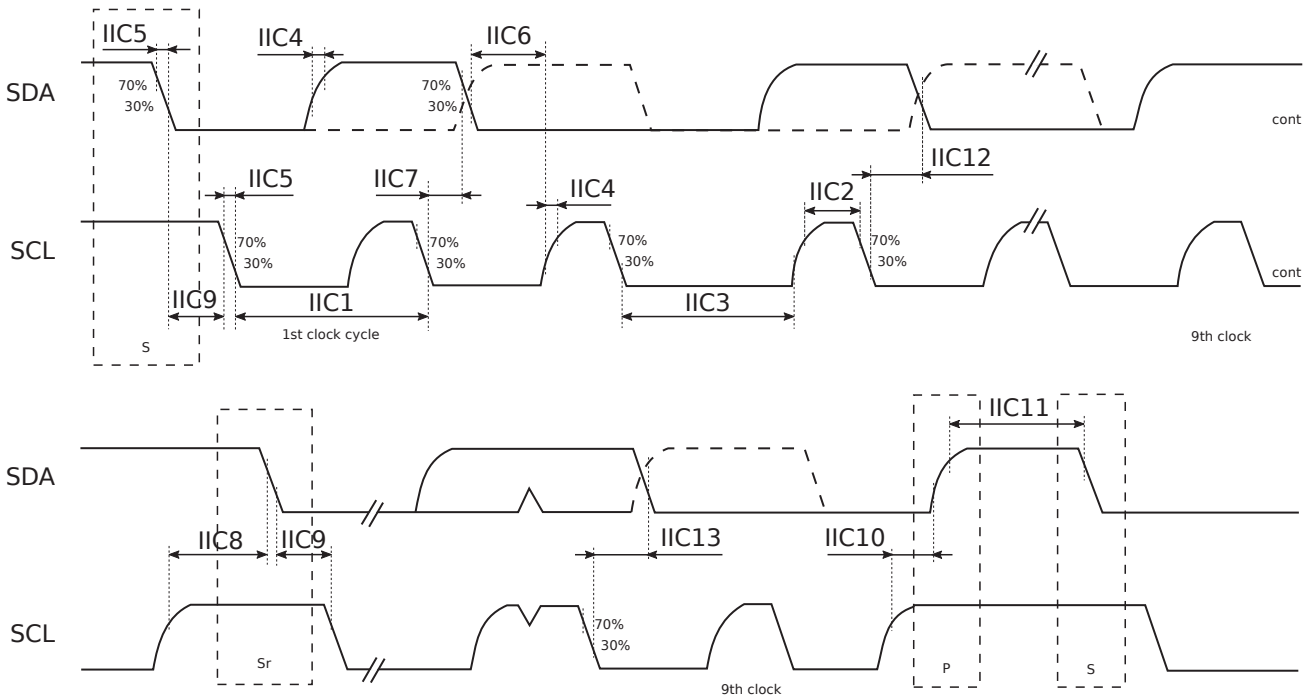 IIC5
IIC4
IIC6
SDA
70%
30%
70%
30%
cont
IIC12
IIC5
IIC7
IIC4
IIC2
SCL
70%
30%
70%
30%
70%
30%
70%
30%
cont
IIC9
IIC1
IIC3
1st clock cycle
9th clock
S
IIC11
SDA
IIC8
IIC9
IIC13
IIC10
SCL
70%
30%
Sr
P
S
9th clock